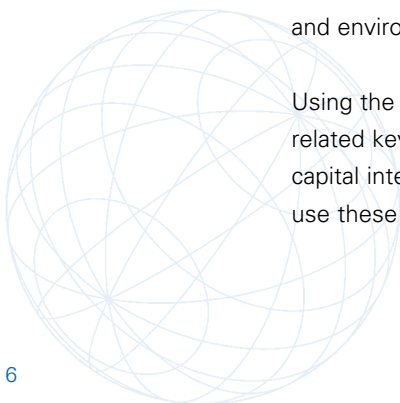 and enviro
Using the
related key
capital inte
use these
6